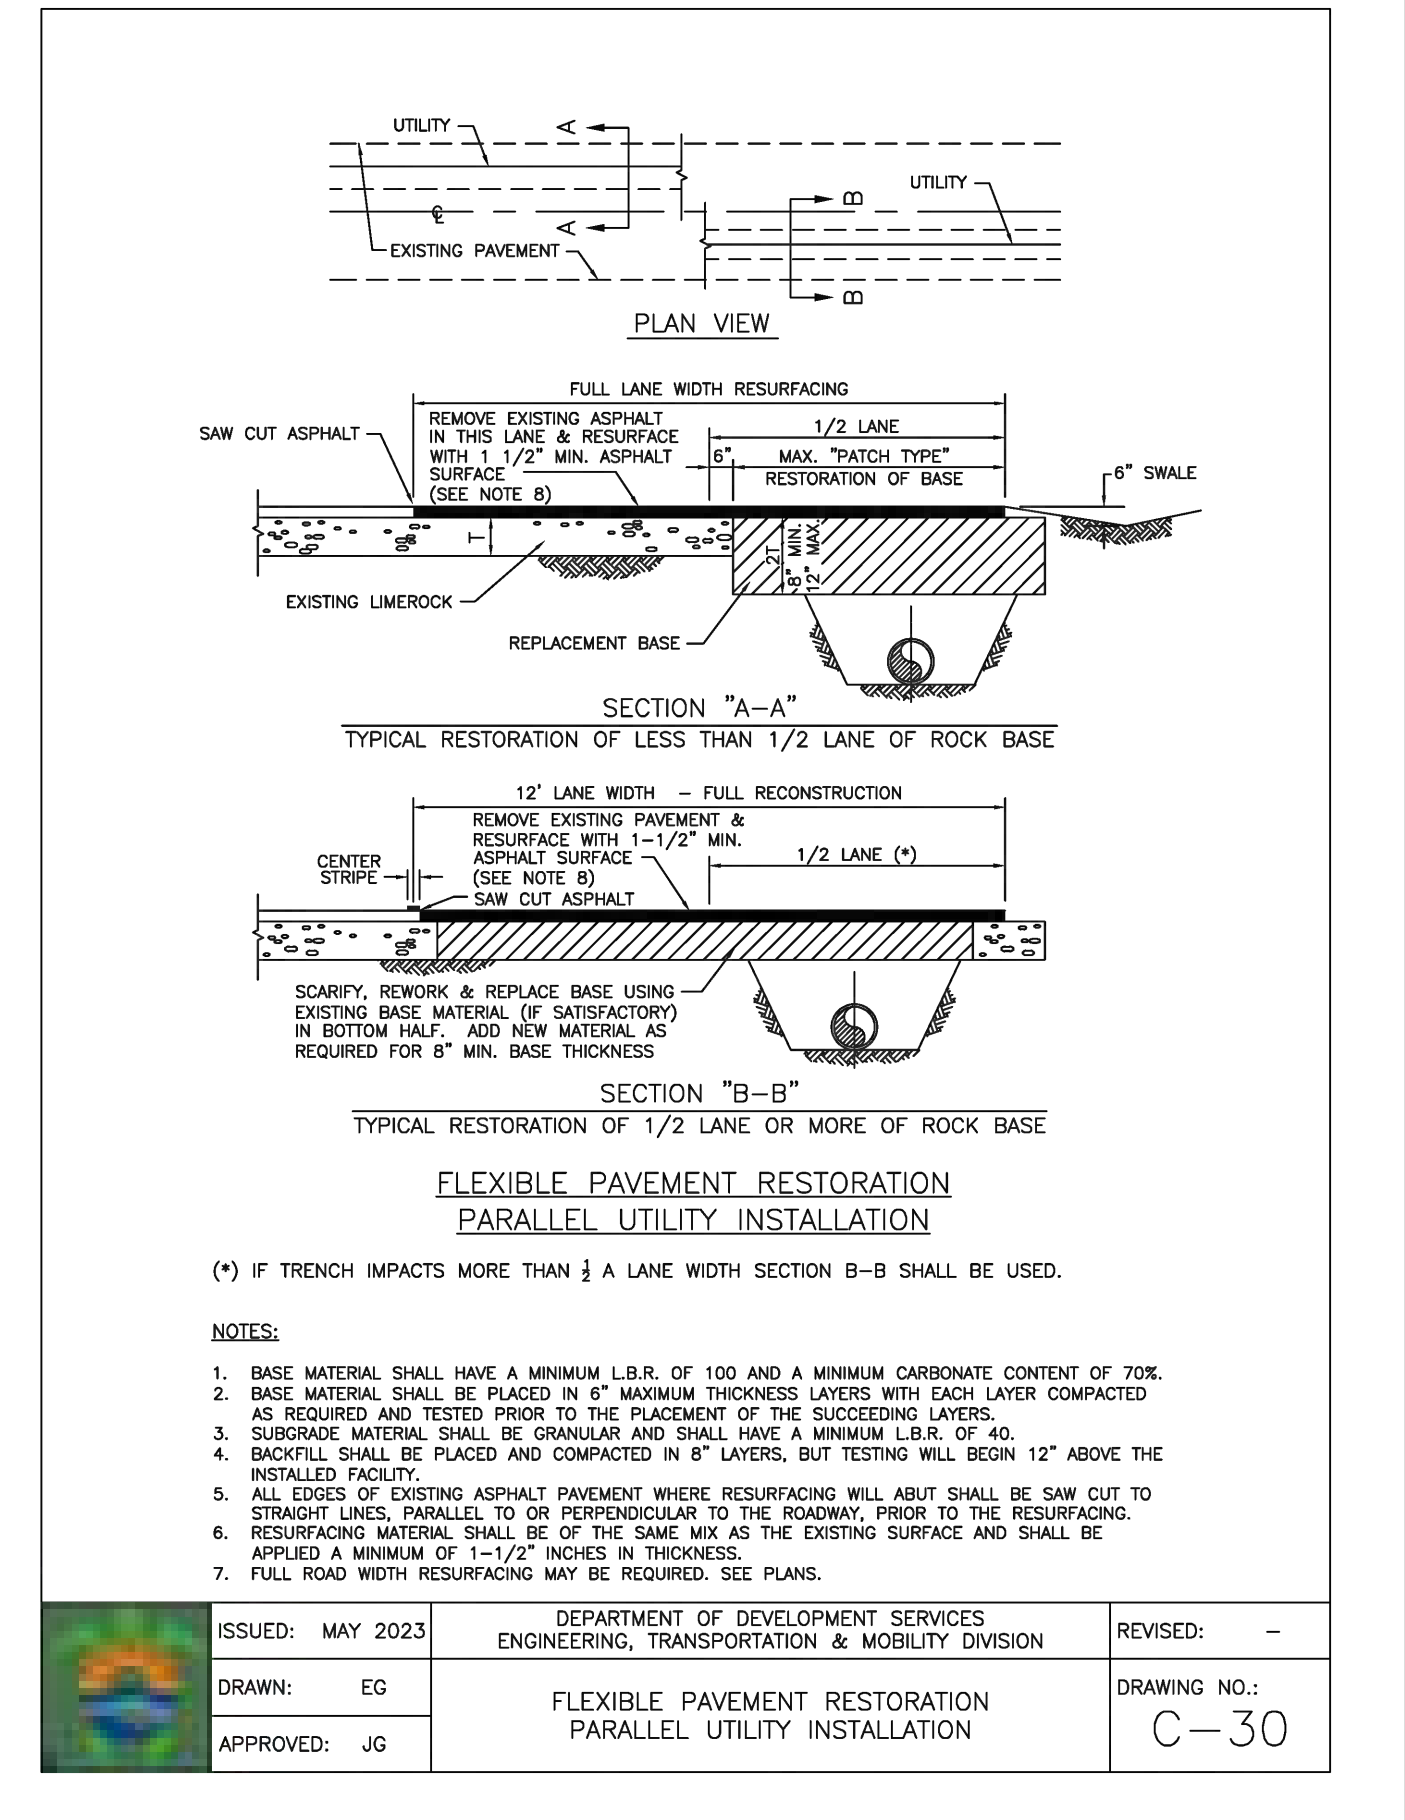 UTILITY
A
UTILITY
B
℄
A
EXISTING PAVEMENT
B
PLAN VIEW
FULL LANE WIDTH RESURFACING
SAW CUT ASPHALT
REMOVE EXISTING ASPHALT
IN THIS LANE & RESURFACE
WITH 1 1/2" MIN. ASPHALT
SURFACE
(SEE NOTE 8)
1/2 LANE
6"
MAX. "PATCH TYPE"
RESTORATION OF BASE
6" SWALE
T
2T
8" MIN.
12" MAX.
EXISTING LIMEROCK
REPLACEMENT BASE
SECTION "A-A"
TYPICAL RESTORATION OF LESS THAN 1/2 LANE OF ROCK BASE
12' LANE WIDTH - FULL RECONSTRUCTION
REMOVE EXISTING PAVEMENT &
RESURFACE WITH 1-1/2" MIN.
ASPHALT SURFACE
(SEE NOTE 8)
1/2 LANE (*)
CENTER
STRIPE
SAW CUT ASPHALT
SCARIFY, REWORK & REPLACE BASE USING
EXISTING BASE MATERIAL (IF SATISFACTORY)
IN BOTTOM HALF. ADD NEW MATERIAL AS
REQUIRED FOR 8" MIN. BASE THICKNESS
SECTION "B-B"
TYPICAL RESTORATION OF 1/2 LANE OR MORE OF ROCK BASE
FLEXIBLE PAVEMENT RESTORATION
PARALLEL UTILITY INSTALLATION
(*) IF TRENCH IMPACTS MORE THAN ½ A LANE WIDTH SECTION B-B SHALL BE USED.
NOTES:
1. BASE MATERIAL SHALL HAVE A MINIMUM L.B.R. OF 100 AND A MINIMUM CARBONATE CONTENT OF 70%.
2. BASE MATERIAL SHALL BE PLACED IN 6" MAXIMUM THICKNESS LAYERS WITH EACH LAYER COMPACTED
AS REQUIRED AND TESTED PRIOR TO THE PLACEMENT OF THE SUCCEEDING LAYERS.
3. SUBGRADE MATERIAL SHALL BE GRANULAR AND SHALL HAVE A MINIMUM L.B.R. OF 40.
4. BACKFILL SHALL BE PLACED AND COMPACTED IN 8" LAYERS, BUT TESTING WILL BEGIN 12" ABOVE THE
INSTALLED FACILITY.
5. ALL EDGES OF EXISTING ASPHALT PAVEMENT WHERE RESURFACING WILL ABUT SHALL BE SAW CUT TO
STRAIGHT LINES, PARALLEL TO OR PERPENDICULAR TO THE ROADWAY, PRIOR TO THE RESURFACING.
6. RESURFACING MATERIAL SHALL BE OF THE SAME MIX AS THE EXISTING SURFACE AND SHALL BE
APPLIED A MINIMUM OF 1-1/2" INCHES IN THICKNESS.
7. FULL ROAD WIDTH RESURFACING MAY BE REQUIRED. SEE PLANS.
ISSUED: MAY 2023
DRAWN: EG
APPROVED: JG
DEPARTMENT OF DEVELOPMENT SERVICES
ENGINEERING, TRANSPORTATION & MOBILITY DIVISION
FLEXIBLE PAVEMENT RESTORATION
PARALLEL UTILITY INSTALLATION
REVISED: -
DRAWING NO.:
C-30